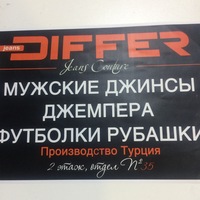 jeans DIFFER
Jeans Couture
МУЖСКИЕ ДЖИНСЫ
ДЖЕМПЕРА
ФУТБОЛКИ РУБАШКИ
Производство Турция
2 этаж, отдел №35